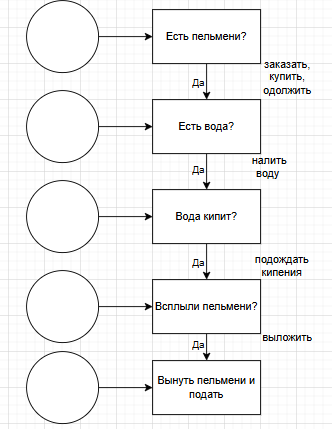 Есть пельмени?
Да
заказать,
купить,
одолжить
Есть вода?
Да
налить
воду
Вода кипит?
Да
подождать
кипения
Всплыли пельмени?
Да
выложить
Вынуть пельмени и
подать